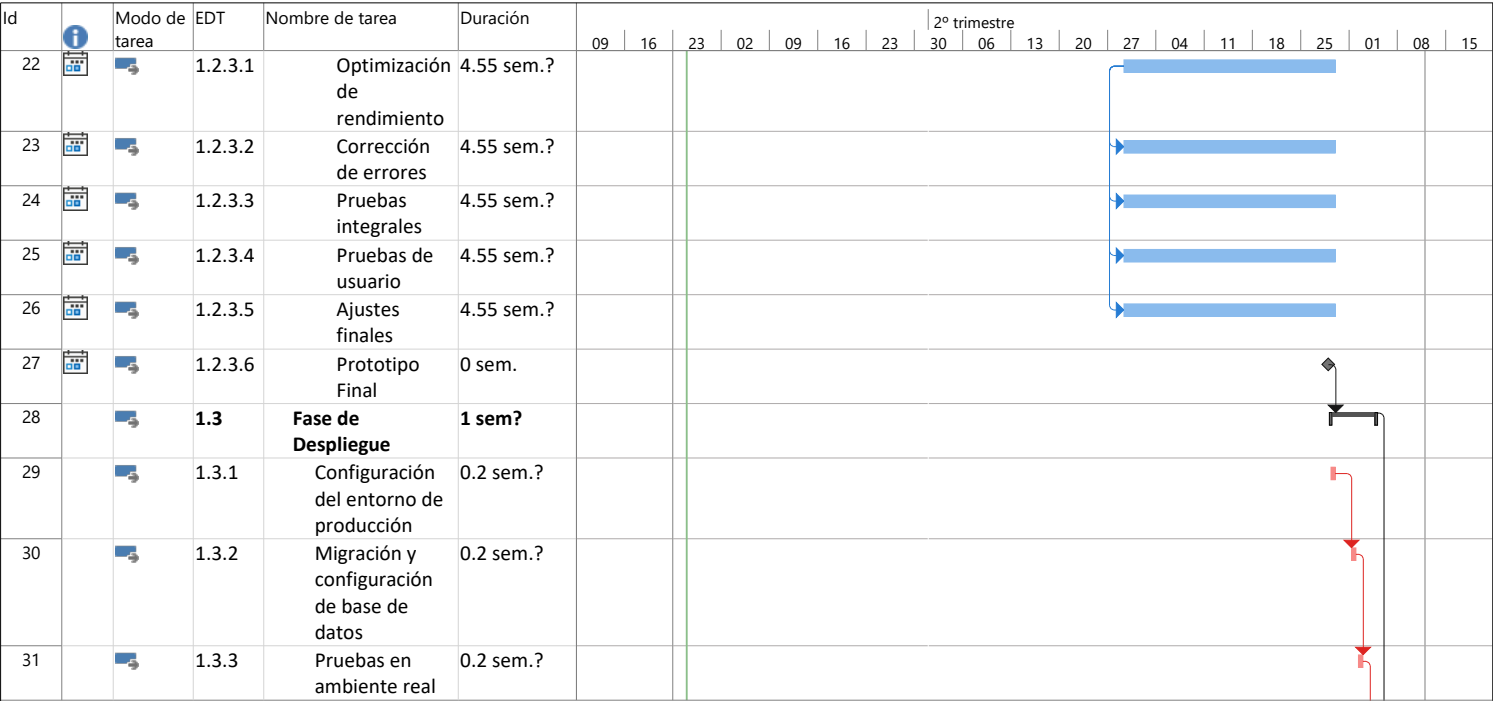 Id Modo de tarea EDT Nombre de tarea Duración
2º trimestre
09 16 23 02 09 16 23 30 06 13 20 27 04 11 18 25 01 08 15
22 1.2.3.1 Optimización 4.55 sem.?
de
rendimiento
23 1.2.3.2 Corrección 4.55 sem.?
de errores
24 1.2.3.3 Pruebas 4.55 sem.?
integrales
25 1.2.3.4 Pruebas de 4.55 sem.?
usuario
26 1.2.3.5 Ajustes 4.55 sem.?
finales
27 1.2.3.6 Prototipo 0 sem.
Final
28 1.3 Fase de 1 sem?
Despliegue
29 1.3.1 Configuración 0.2 sem.?
del entorno de
producción
30 1.3.2 Migración y 0.2 sem.?
configuración
de base de
datos
31 1.3.3 Pruebas en 0.2 sem.?
ambiente real